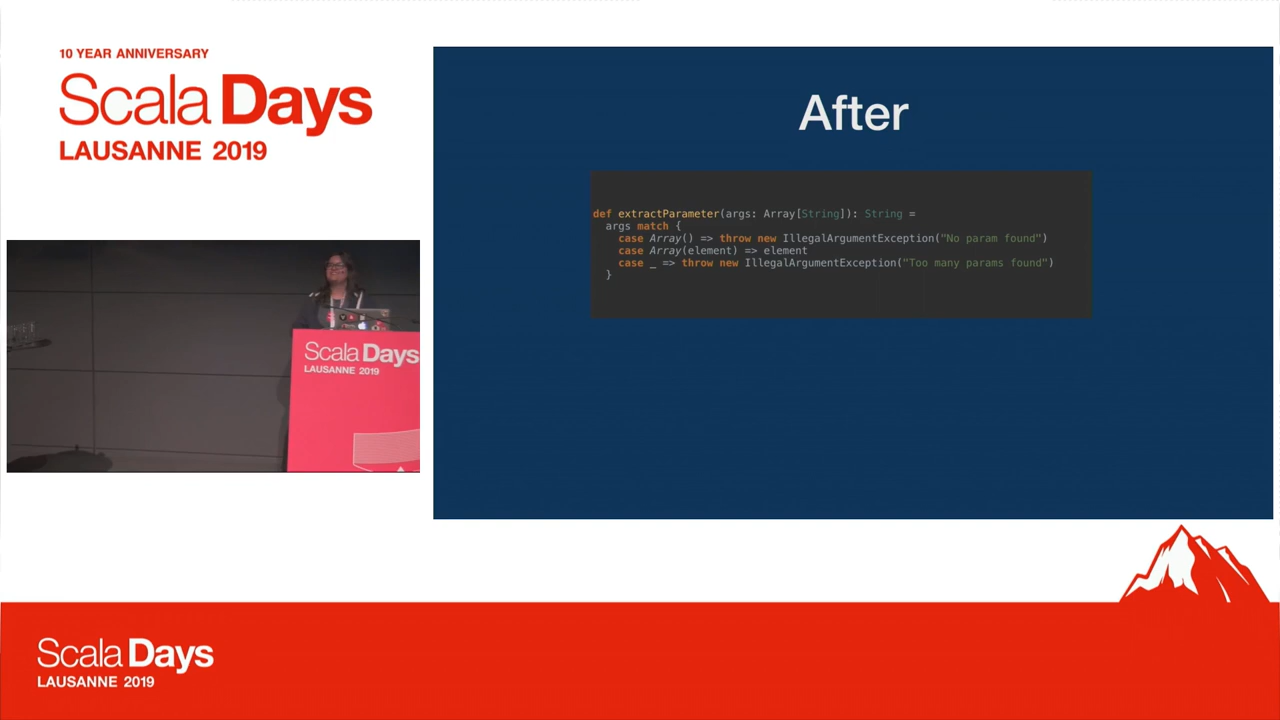 10 YEAR ANNIVERSARY
Scala Days
LAUSANNE 2019
After
def extractParameter(args: Array[String]): String =
  args match {
    case Array() => throw new IllegalArgumentException("No param found")
    case Array(element) => element
    case _ => throw new IllegalArgumentException("Too many params found")
  }
Scala Days
LAUSANNE 2019
Scala Days
LAUSANNE 2019